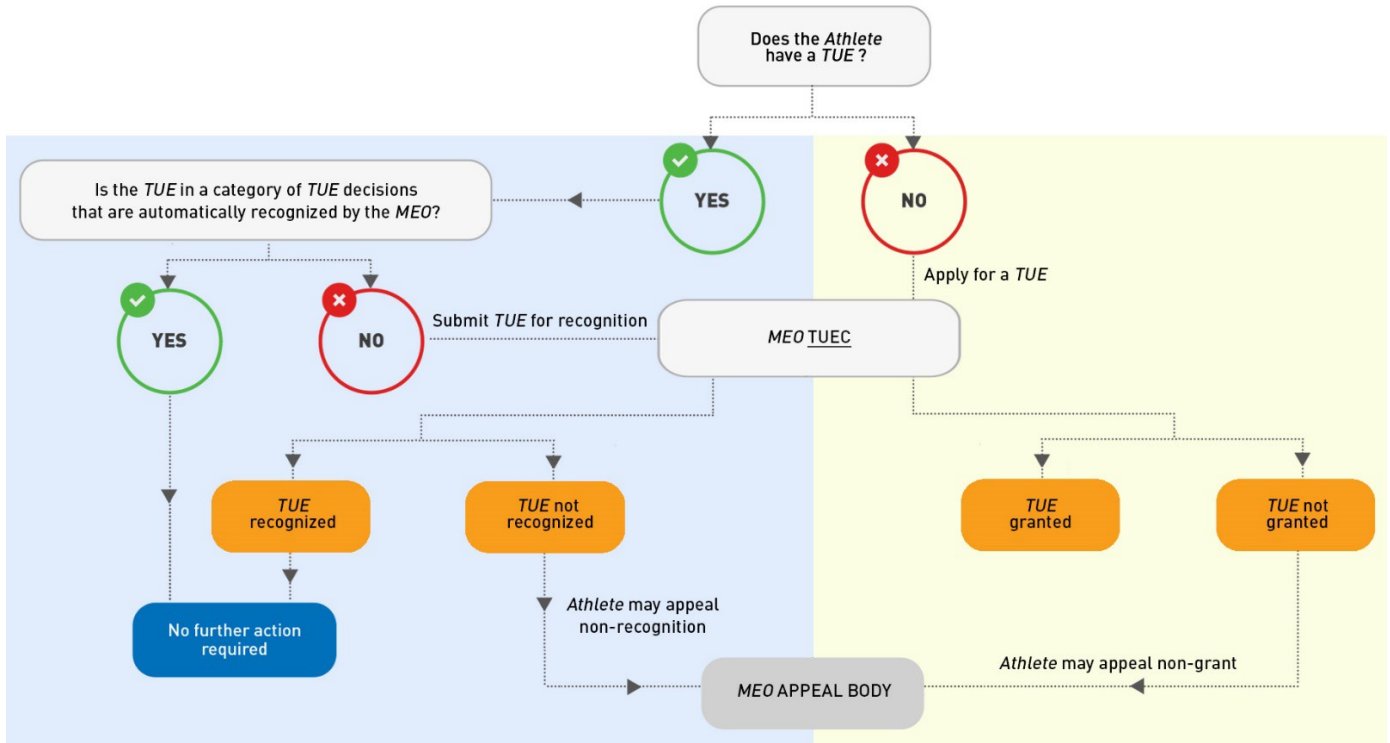 Does the Athlete
have a TUE ?
YES
NO
Is the TUE in a category of TUE decisions
that are automatically recognized by the MEO?
Apply for a TUE
YES
NO
Submit TUE for recognition
MEO TUEC
TUE
recognized
TUE not
recognized
TUE
granted
TUE not
granted
No further action
required
Athlete may appeal
non-recognition
Athlete may appeal non-grant
MEO APPEAL BODY